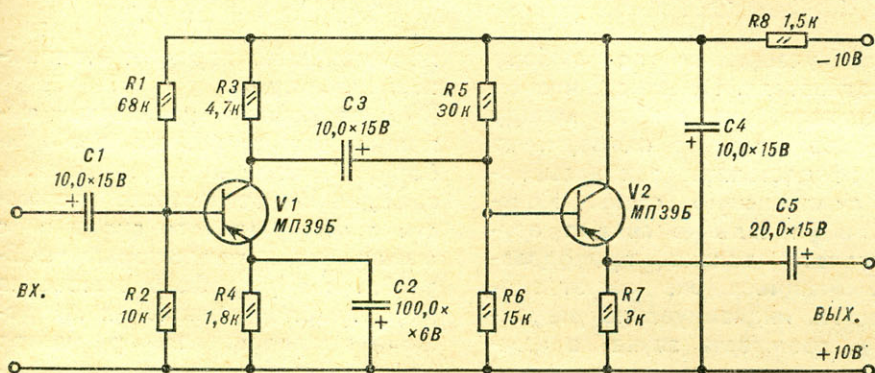 R8 1,5к
−10В
R1
68к
R3
4,7к
C3
10,0×15В
+
R5
30к
C4
+
10,0×15В
C1
10,0×15В
+
V1
МП39Б
V2
МП39Б
C5
20,0×15В
+
ВХ.
R2
10к
R4
1,8к
C2
100,0×
×6В
+
R6
15к
R7
3к
ВЫХ.
+10В